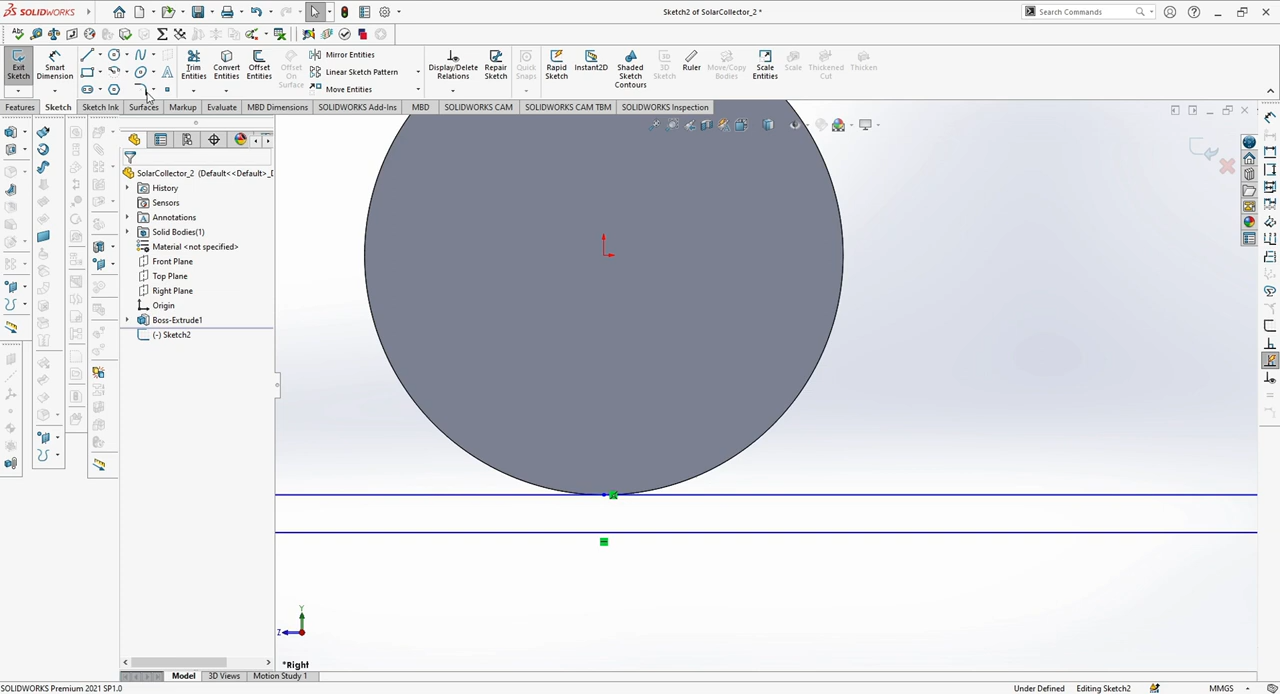 SOLIDWORKS
Sketch2 of SolarCollector_2 *
Search Commands
Exit Sketch
Smart Dimension
Trim Entities
Convert Entities
Offset Entities
Offset On Surface
Mirror Entities
Linear Sketch Pattern
Move Entities
Display/Delete Relations
Repair Sketch
Quick Snaps
Rapid Sketch
Instant2D
Shaded Sketch Contours
3D Sketch
Ruler
Move/Copy Bodies
Scale Entities
Scale
Thickened Cut
Thicken
Features
Sketch
Sketch Ink
Surfaces
Markup
Evaluate
MBD Dimensions
SOLIDWORKS Add-Ins
MBD
SOLIDWORKS CAM
SOLIDWORKS CAM TBM
SOLIDWORKS Inspection
SolarCollector_2 (Default<<Default>_D
History
Sensors
Annotations
Solid Bodies(1)
Material <not specified>
Front Plane
Top Plane
Right Plane
Origin
Boss-Extrude1
(-) Sketch2
Y
Z
*Right
Model
3D Views
Motion Study 1
SOLIDWORKS Premium 2021 SP1.0
Under Defined
Editing Sketch2
MMGS